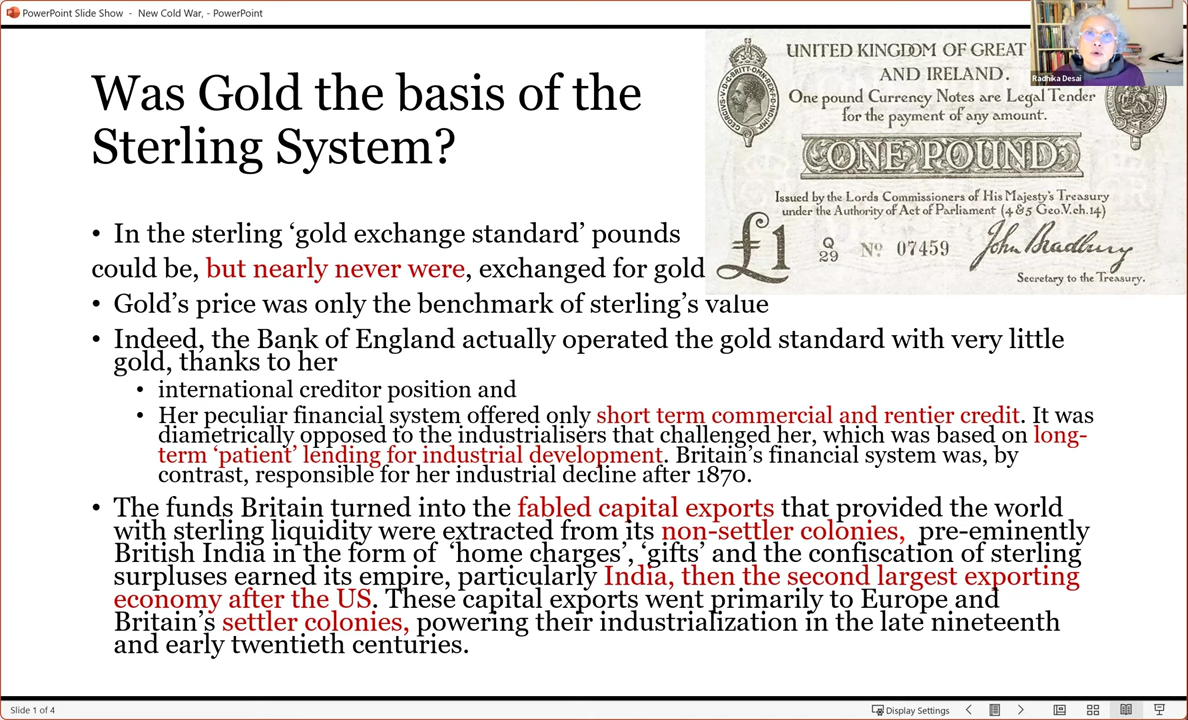 PowerPoint Slide Show - New Cold War, - PowerPoint
Radhika Desai
Was Gold the basis of the
Sterling System?
UNITED KINGDOM OF GREAT
AND IRELAND.
One pound Currency Notes are Legal Tender
for the payment of any amount.
ONE POUND
Issued by the Lords Commissioners of His Majesty's Treasury
under the Authority of Act of Parliament (4 & 5 Geo.V.ch.14)
£1
Q
29
No 07459
John Bradbury
Secretary to the Treasury.
• In the sterling ‘gold exchange standard’ pounds
could be, but nearly never were, exchanged for gold
• Gold’s price was only the benchmark of sterling’s value
• Indeed, the Bank of England actually operated the gold standard with very little
gold, thanks to her
• international creditor position and
• Her peculiar financial system offered only short term commercial and rentier credit. It was
diametrically opposed to the industrialisers that challenged her, which was based on long-
term ‘patient’ lending for industrial development. Britain’s financial system was, by
contrast, responsible for her industrial decline after 1870.
• The funds Britain turned into the fabled capital exports that provided the world
with sterling liquidity were extracted from its non-settler colonies, pre-eminently
British India in the form of ‘home charges’, ‘gifts’ and the confiscation of sterling
surpluses earned its empire, particularly India, then the second largest exporting
economy after the US. These capital exports went primarily to Europe and
Britain’s settler colonies, powering their industrialization in the late nineteenth
and early twentieth centuries.
Slide 1 of 4
Display Settings